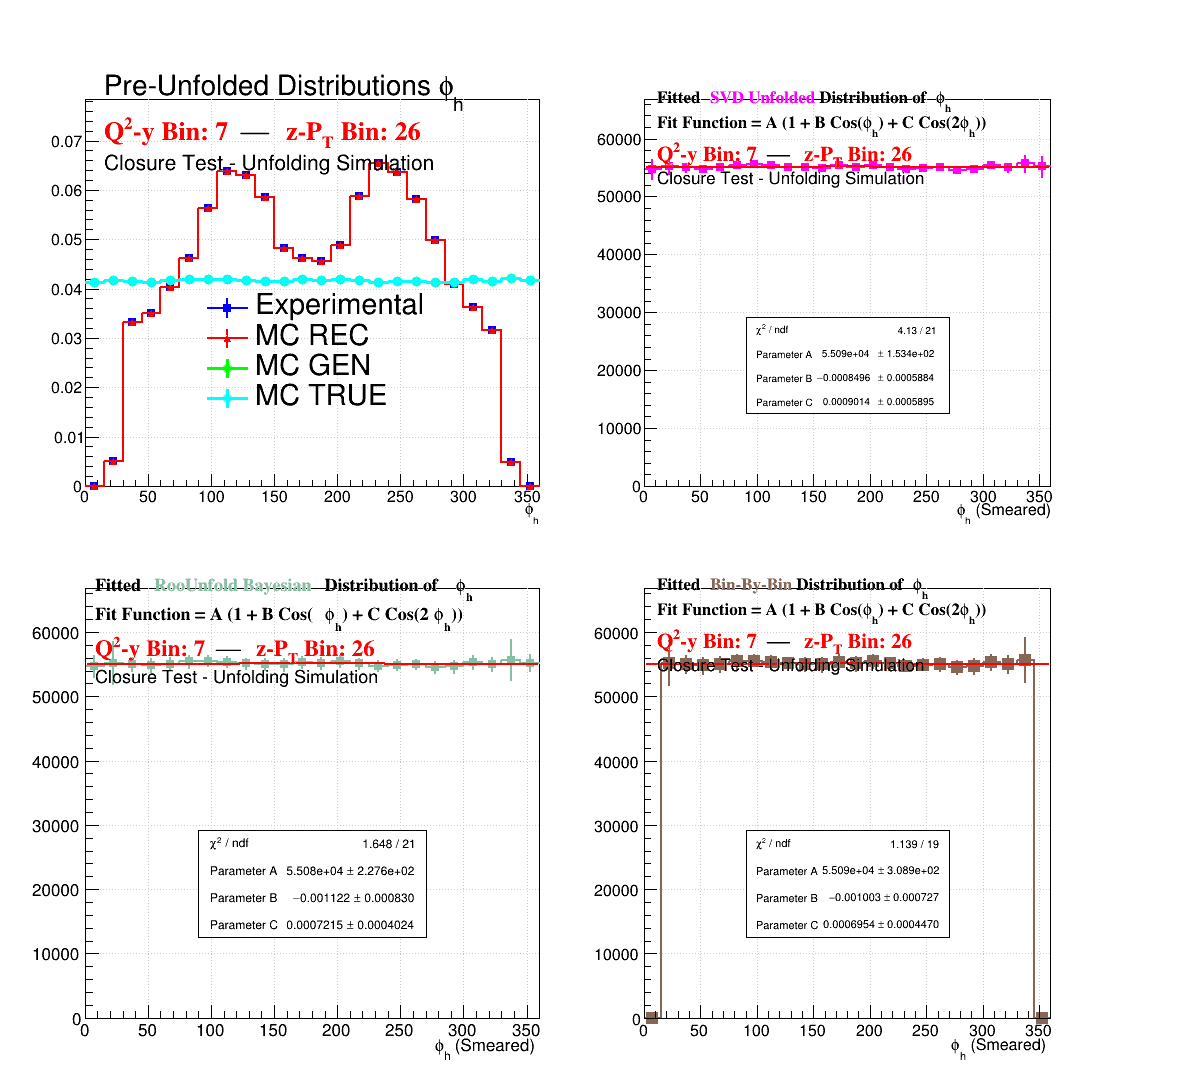 Pre-Unfolded Distributions ϕh
Q²-y Bin: 7 — z-PT Bin: 26
Closure Test - Unfolding Simulation
0.07
0.06
0.05
0.04
0.03
0.02
0.01
0
Experimental
MC REC
MC GEN
MC TRUE
50 100 150 200 250 300 350
ϕh
Fitted SVD Unfolded Distribution of ϕh
Fit Function = A (1 + B Cos(ϕh) + C Cos(2ϕh))
Q²-y Bin: 7 — z-PT Bin: 26
Closure Test - Unfolding Simulation
60000
50000
40000
30000
20000
10000
0
χ² / ndf 4.13 / 21
Parameter A 5.509e+04 ± 1.534e+02
Parameter B −0.0008496 ± 0.0005884
Parameter C 0.0009014 ± 0.0005895
0 50 100 150 200 250 300 350
ϕh (Smeared)
Fitted RooUnfold Bayesian Distribution of ϕh
Fit Function = A (1 + B Cos( ϕh) + C Cos(2 ϕh))
Q²-y Bin: 7 — z-PT Bin: 26
Closure Test - Unfolding Simulation
60000
50000
40000
30000
20000
10000
0
χ² / ndf 1.648 / 21
Parameter A 5.508e+04 ± 2.276e+02
Parameter B −0.001122 ± 0.000830
Parameter C 0.0007215 ± 0.0004024
0 50 100 150 200 250 300 350
ϕh (Smeared)
Fitted Bin-By-Bin Distribution of ϕh
Fit Function = A (1 + B Cos(ϕh) + C Cos(2ϕh))
Q²-y Bin: 7 — z-PT Bin: 26
Closure Test - Unfolding Simulation
60000
50000
40000
30000
20000
10000
0
χ² / ndf 1.139 / 19
Parameter A 5.509e+04 ± 3.089e+02
Parameter B −0.001003 ± 0.000727
Parameter C 0.0006954 ± 0.0004470
0 50 100 150 200 250 300 350
ϕh (Smeared)